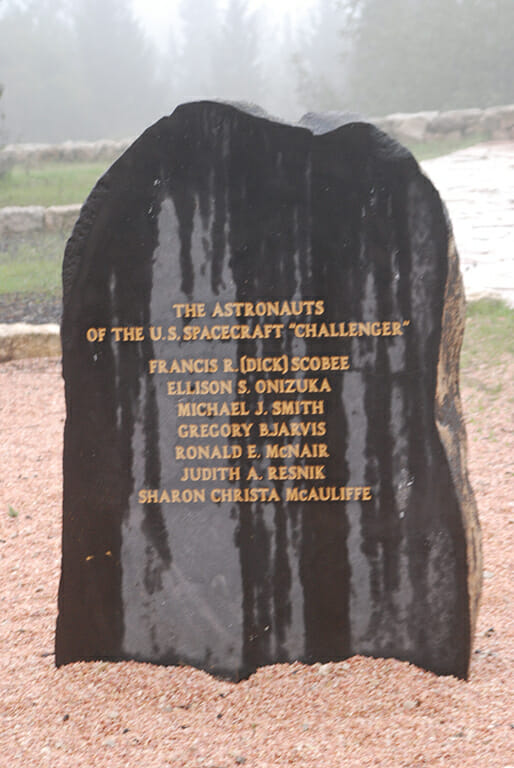 THE ASTRONAUTS
OF THE U.S. SPACECRAFT "CHALLENGER"
FRANCIS R. (DICK) SCOBEE
ELLISON S. ONIZUKA
MICHAEL J. SMITH
GREGORY B.JARVIS
RONALD E. McNAIR
JUDITH A. RESNIK
SHARON CHRISTA McAULIFFE